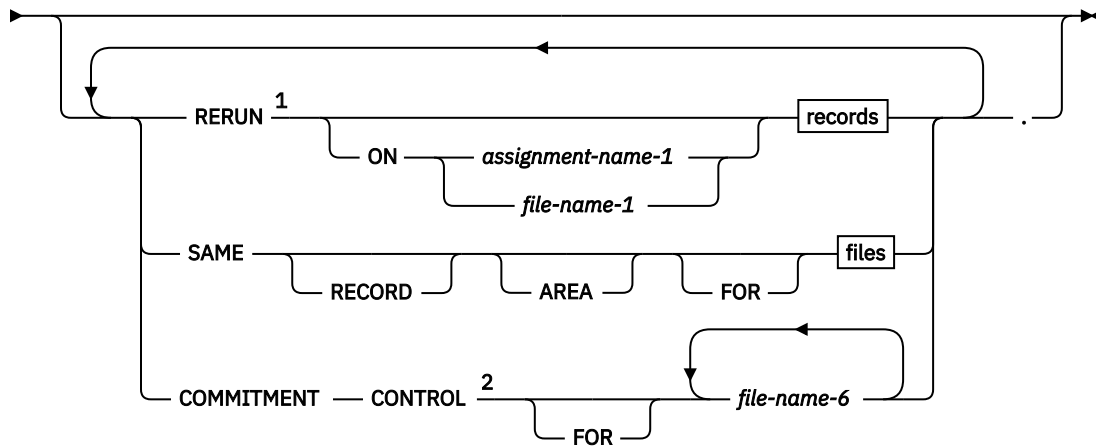 RERUN 1 records
ON assignment-name-1
file-name-1
SAME files
RECORD AREA FOR
COMMITMENT CONTROL 2 file-name-6
FOR
.